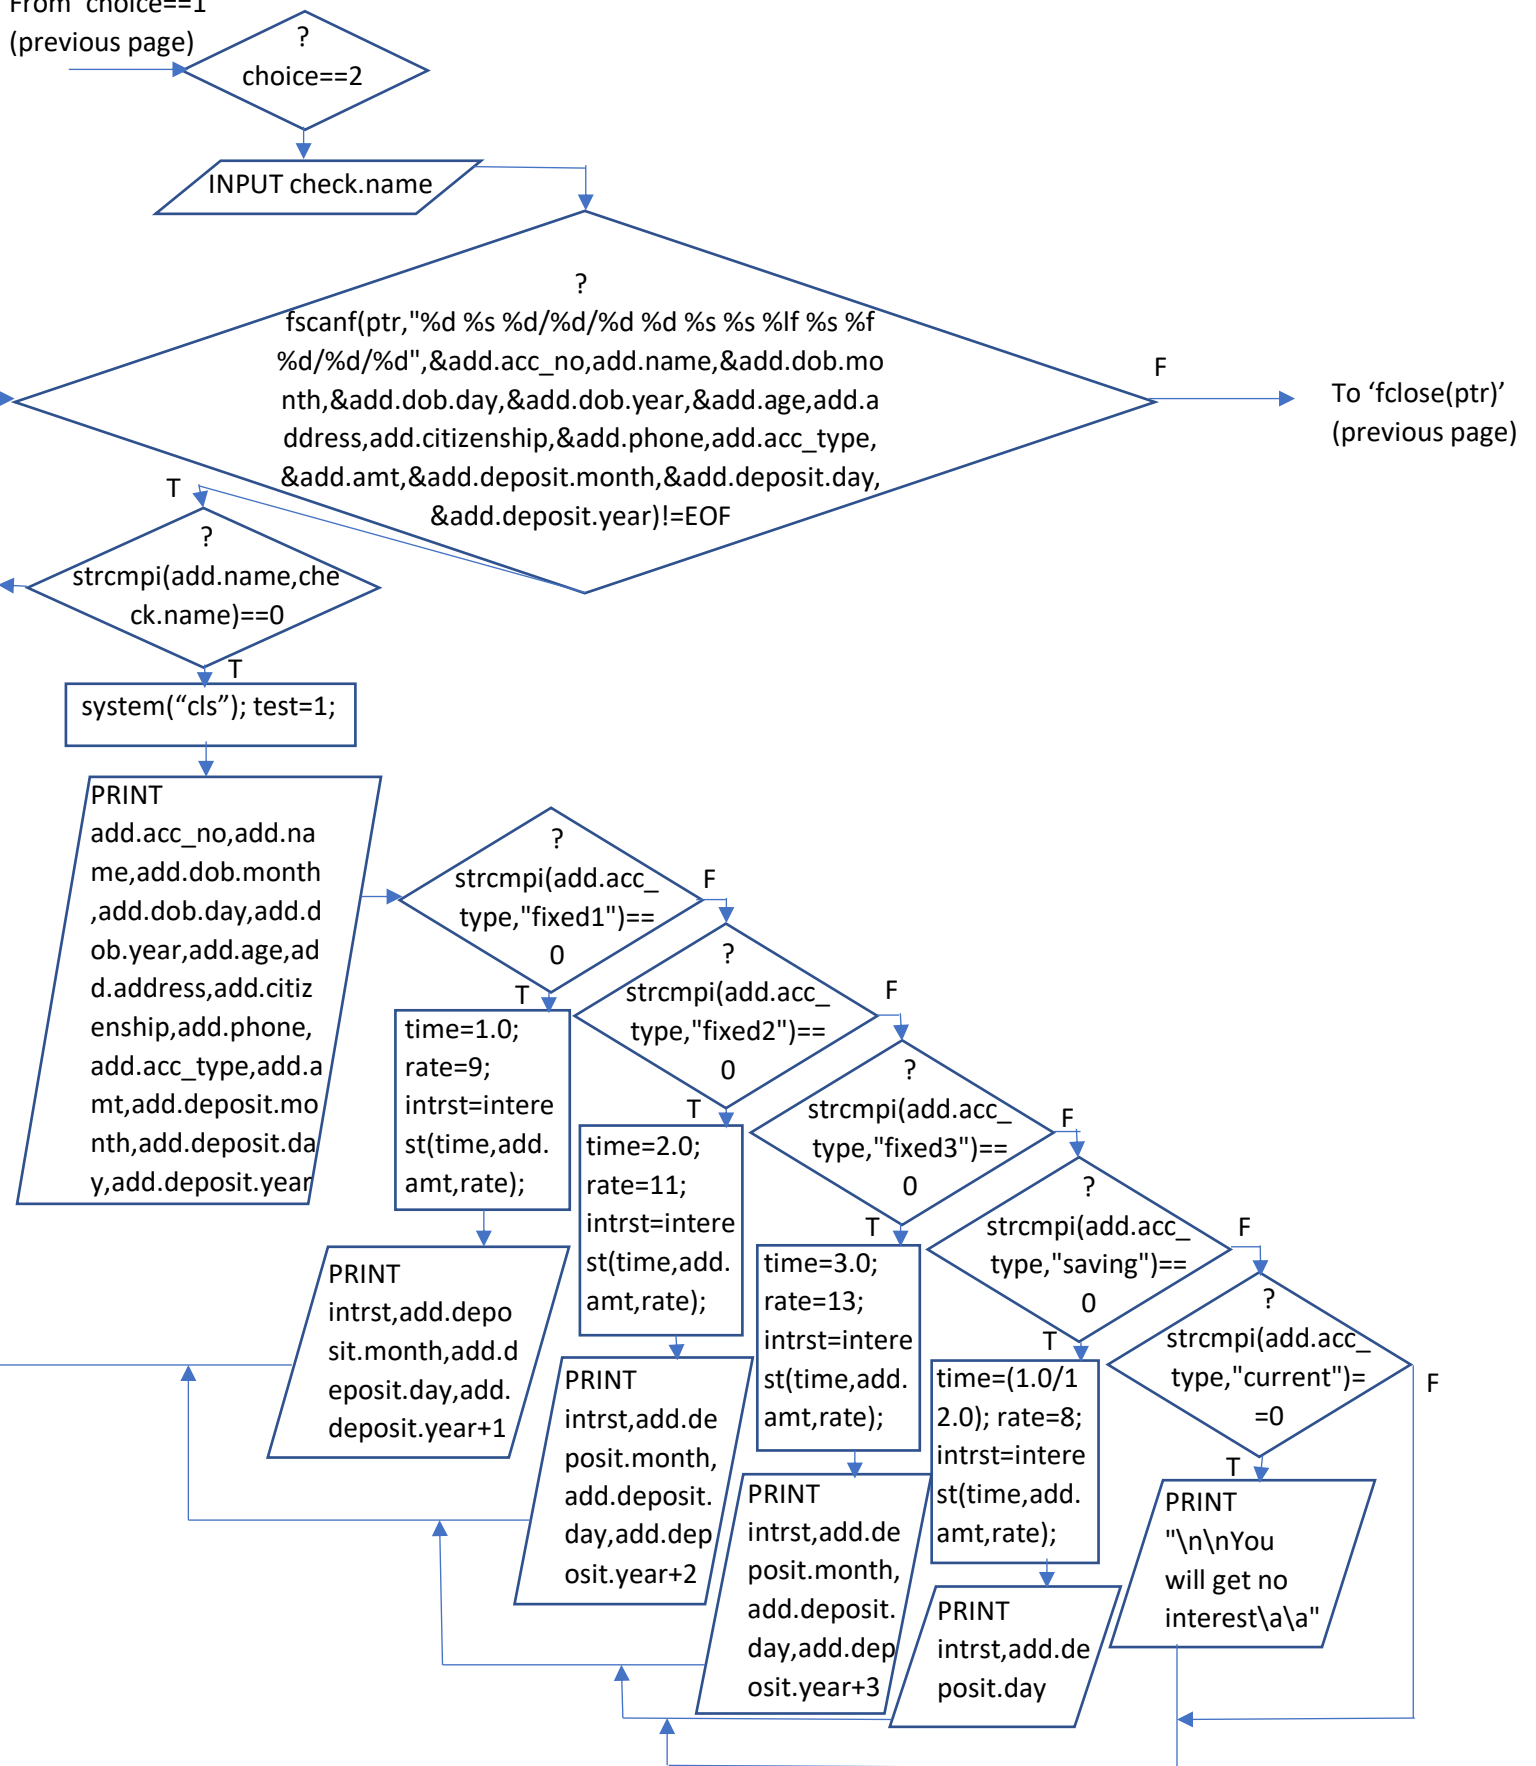 From 'choice==1'
(previous page)
?
choice==2
INPUT check.name
?
fscanf(ptr,"%d %s %d/%d/%d %d %s %s %lf %s %f
%d/%d/%d",&add.acc_no,add.name,&add.dob.mo
nth,&add.dob.day,&add.dob.year,&add.age,add.a
ddress,add.citizenship,&add.phone,add.acc_type,
&add.amt,&add.deposit.month,&add.deposit.day,
&add.deposit.year)!=EOF
F
To ‘fclose(ptr)’
(previous page)
T
?
strcmpi(add.name,che
ck.name)==0
T
system(“cls”); test=1;
PRINT
add.acc_no,add.na
me,add.dob.month
,add.dob.day,add.d
ob.year,add.age,ad
d.address,add.citiz
enship,add.phone,
add.acc_type,add.a
mt,add.deposit.mo
nth,add.deposit.da
y,add.deposit.year
?
strcmpi(add.acc_
type,"fixed1")==
0
F
T
time=1.0;
rate=9;
intrst=intere
st(time,add.
amt,rate);
PRINT
intrst,add.depo
sit.month,add.d
eposit.day,add.
deposit.year+1
?
strcmpi(add.acc_
type,"fixed2")==
0
F
T
time=2.0;
rate=11;
intrst=intere
st(time,add.
amt,rate);
PRINT
intrst,add.de
posit.month,
add.deposit.
day,add.dep
osit.year+2
?
strcmpi(add.acc_
type,"fixed3")==
0
F
T
time=3.0;
rate=13;
intrst=intere
st(time,add.
amt,rate);
PRINT
intrst,add.de
posit.month,
add.deposit.
day,add.dep
osit.year+3
?
strcmpi(add.acc_
type,"saving")==
0
F
T
time=(1.0/1
2.0); rate=8;
intrst=intere
st(time,add.
amt,rate);
PRINT
intrst,add.de
posit.day
?
strcmpi(add.acc_
type,"current")=
=0
F
T
PRINT
"\n\nYou
will get no
interest\a\a"